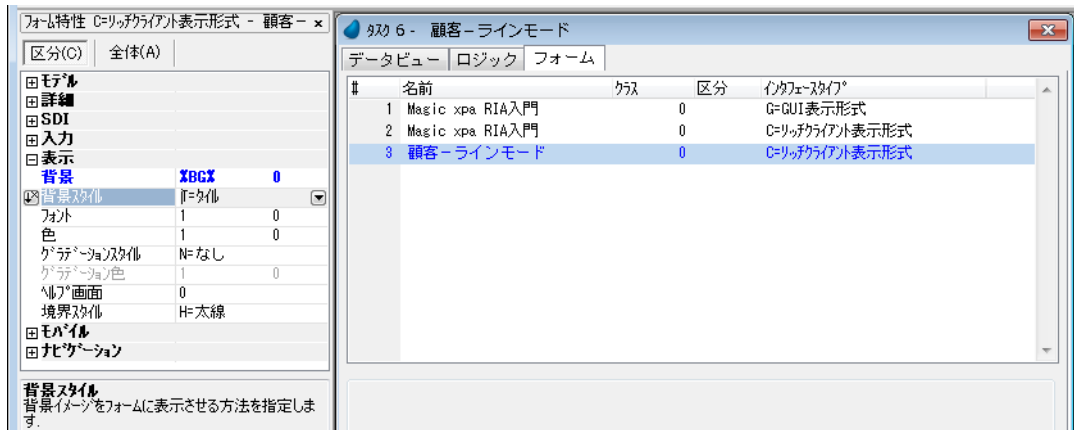 フォーム特性 C=リッチクライアント表示形式 - 顧客－ x
区分(C) 全体(A)
モデル
詳細
SDI
入力
表示
背景 %BG% 0
背景スタイル T=タイル
フォント 1 0
色 1 0
グラデーションスタイル N=なし
グラデーション色 1 0
ヘルプ画面 0
境界スタイル H=太線
モバイル
ナビゲーション
背景スタイル
背景イメージをフォームに表示させる方法を指定しま
す.
タスク 6 - 顧客－ラインモード
データビュー ロジック フォーム
# 名前 クラス 区分 インタフェースタイプ
1 Magic xpa RIA入門 0 G=GUI表示形式
2 Magic xpa RIA入門 0 C=リッチクライアント表示形式
3 顧客－ラインモード 0 C=リッチクライアント表示形式